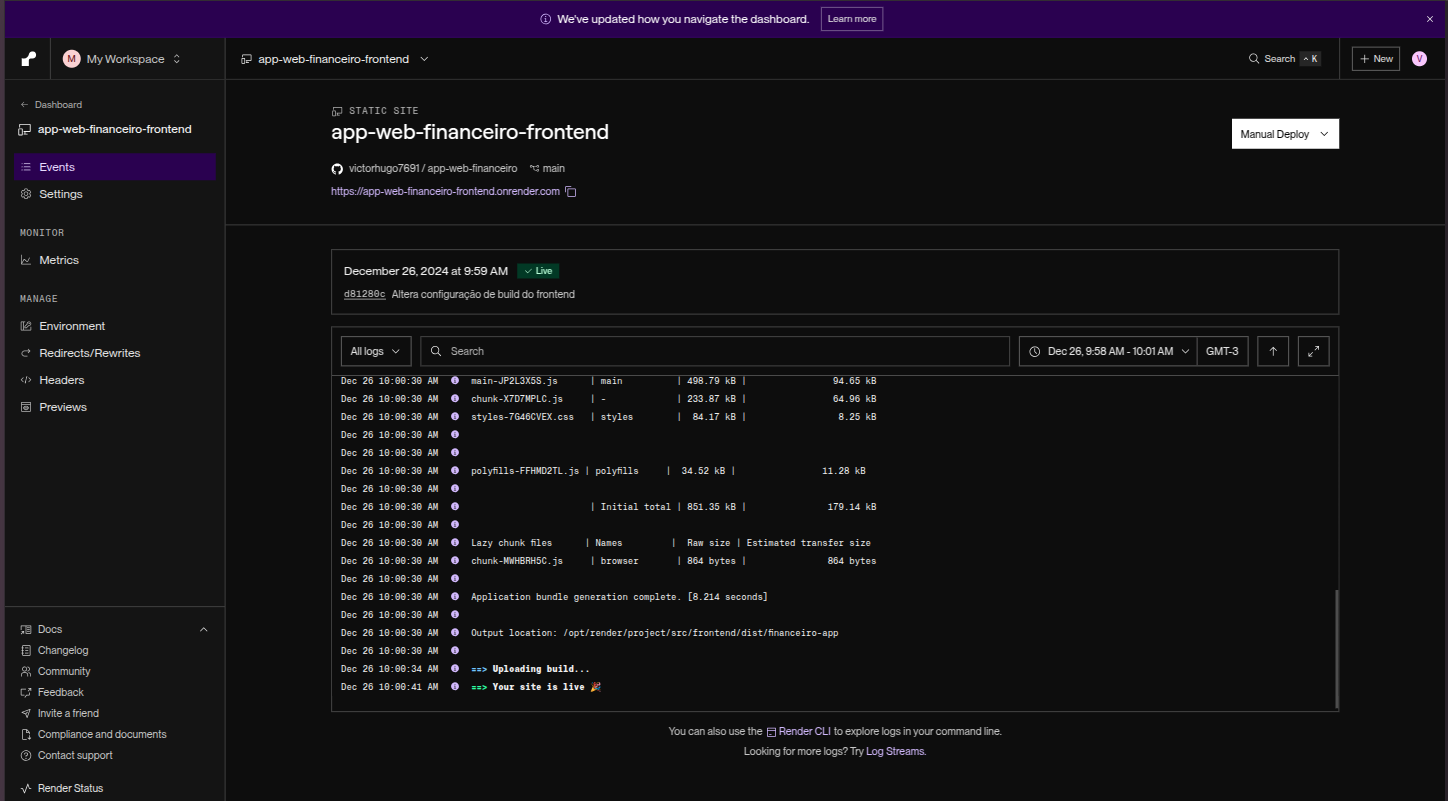 We've updated how you navigate the dashboard. Learn more
M My Workspace
app-web-financeiro-frontend
Search ^ K
+ New
V
← Dashboard
app-web-financeiro-frontend
Events
Settings
MONITOR
Metrics
MANAGE
Environment
Redirects/Rewrites
Headers
Previews
Docs
Changelog
Community
Feedback
Invite a friend
Compliance and documents
Contact support
Render Status
STATIC SITE
app-web-financeiro-frontend
Manual Deploy
victorhugo7691 / app-web-financeiro main
https://app-web-financeiro-frontend.onrender.com
December 26, 2024 at 9:59 AM Live
d81280c Altera configuração de build do frontend
All logs Search Dec 26, 9:58 AM - 10:01 AM GMT-3
Dec 26 10:00:30 AM main-JP2L3X5S.js | main | 498.79 kB | 94.65 kB
Dec 26 10:00:30 AM chunk-X7D7MPLC.js | - | 233.87 kB | 64.96 kB
Dec 26 10:00:30 AM styles-7G46CVEX.css | styles | 84.17 kB | 8.25 kB
Dec 26 10:00:30 AM
Dec 26 10:00:30 AM
Dec 26 10:00:30 AM polyfills-FFHMD2TL.js | polyfills | 34.52 kB | 11.28 kB
Dec 26 10:00:30 AM
Dec 26 10:00:30 AM | Initial total | 851.35 kB | 179.14 kB
Dec 26 10:00:30 AM
Dec 26 10:00:30 AM Lazy chunk files | Names | Raw size | Estimated transfer size
Dec 26 10:00:30 AM chunk-MWHBRH5C.js | browser | 864 bytes | 864 bytes
Dec 26 10:00:30 AM
Dec 26 10:00:30 AM Application bundle generation complete. [8.214 seconds]
Dec 26 10:00:30 AM
Dec 26 10:00:30 AM Output location: /opt/render/project/src/frontend/dist/financeiro-app
Dec 26 10:00:30 AM
Dec 26 10:00:34 AM ==> Uploading build...
Dec 26 10:00:41 AM ==> Your site is live 🎉
You can also use the Render CLI to explore logs in your command line.
Looking for more logs? Try Log Streams.